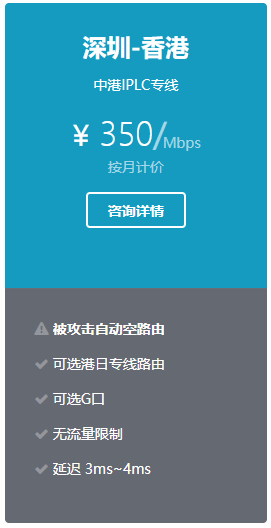 深圳-香港
中港IPLC专线
¥ 350/Mbps
按月计价
咨询详情
被攻击自动空路由
可选港日专线路由
可选G口
无流量限制
延迟 3ms~4ms